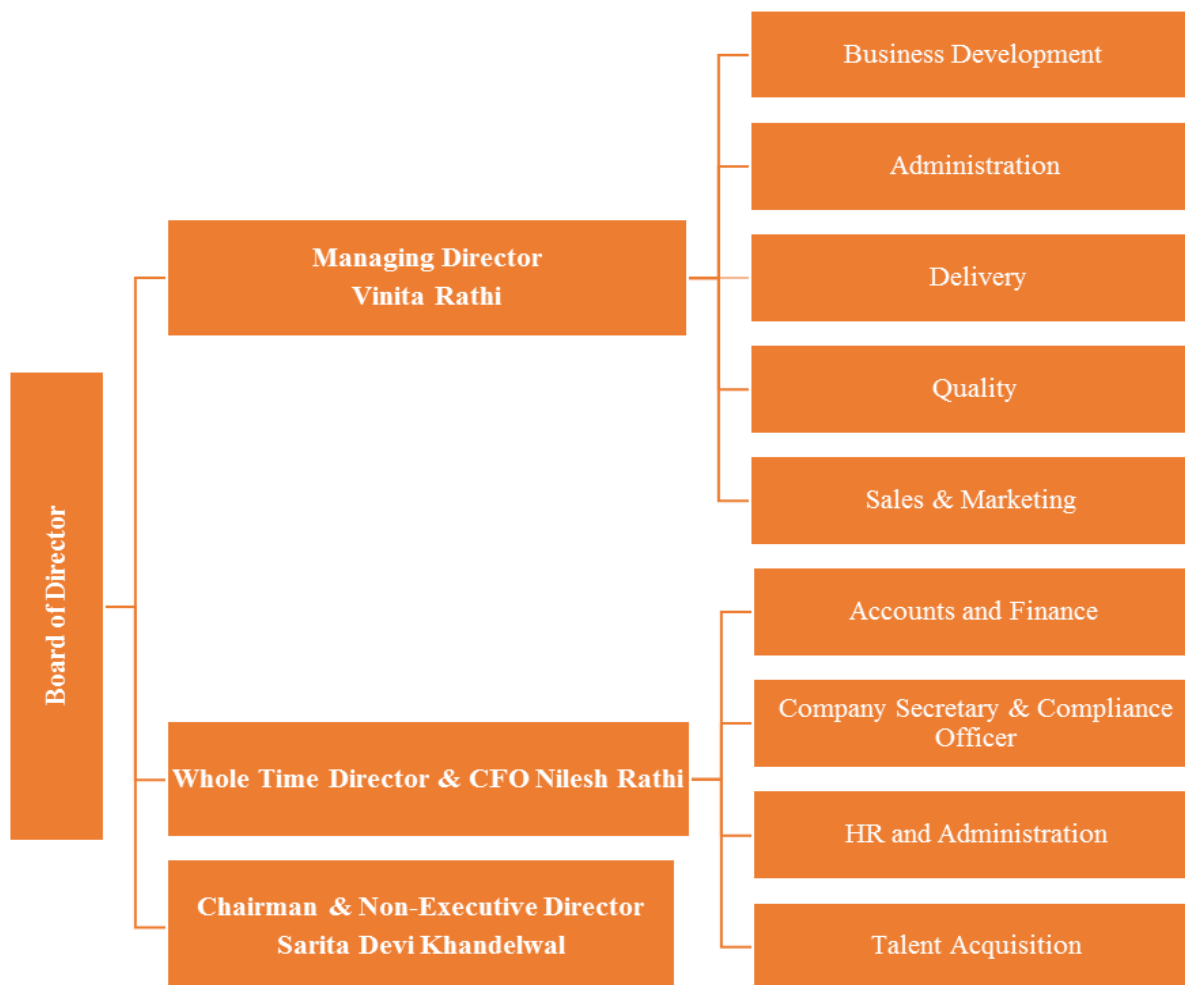 Board of Director
Managing Director
Vinita Rathi
Business Development
Administration
Delivery
Quality
Sales & Marketing
Whole Time Director & CFO Nilesh Rathi
Accounts and Finance
Company Secretary & Compliance
Officer
HR and Administration
Talent Acquisition
Chairman & Non-Executive Director
Sarita Devi Khandelwal